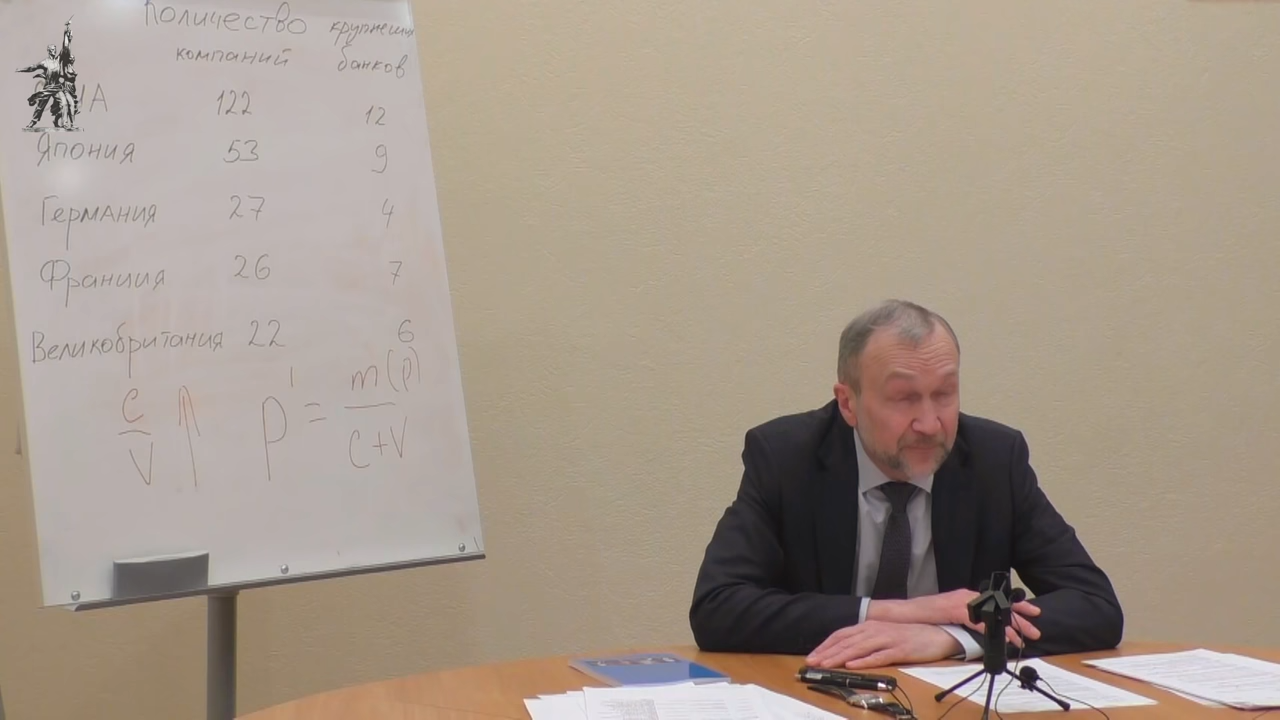 Количество крупнейших
компаний банков
США 122 12
Япония 53 9
Германия 27 4
Франция 26 7
Великобритания 22 6
c/v ↑ p' = m(p)/(c+v)